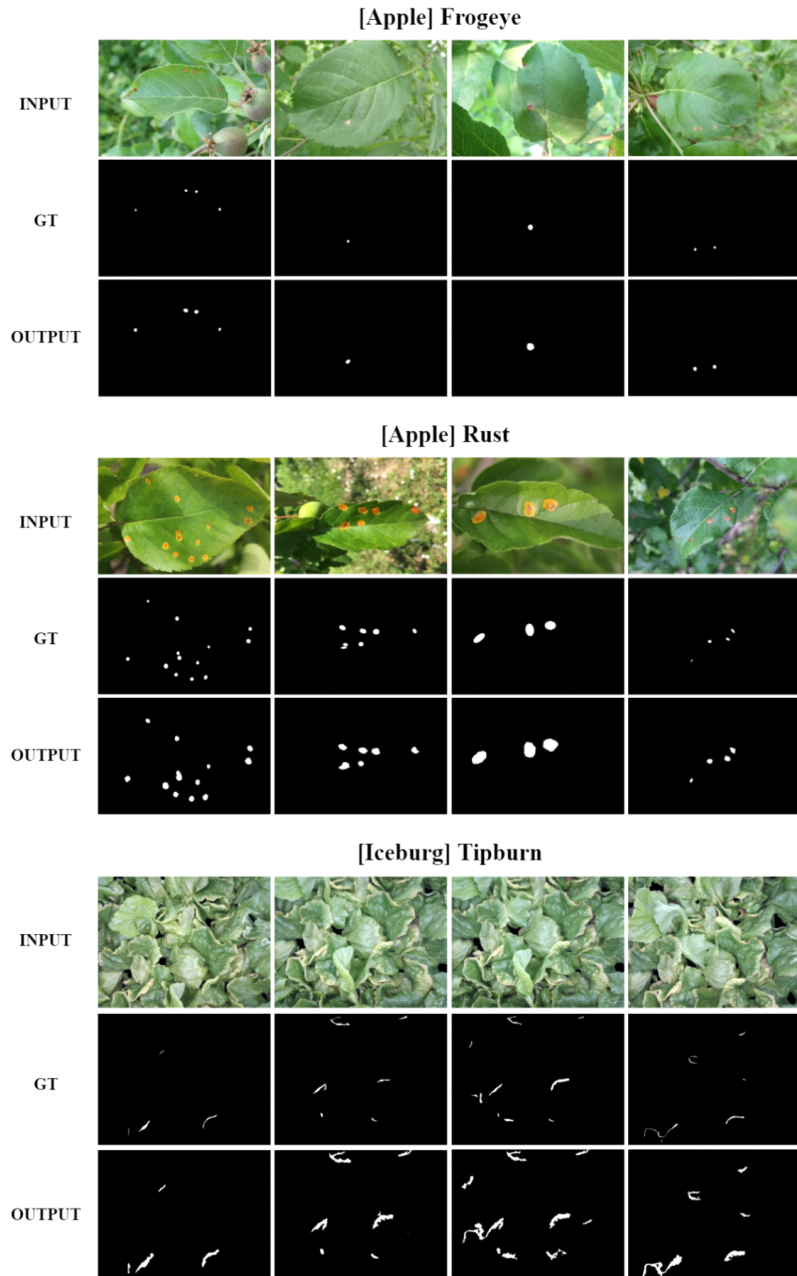 [Apple] Frogeye
INPUT
GT
OUTPUT
[Apple] Rust
INPUT
GT
OUTPUT
[Iceburg] Tipburn
INPUT
GT
OUTPUT